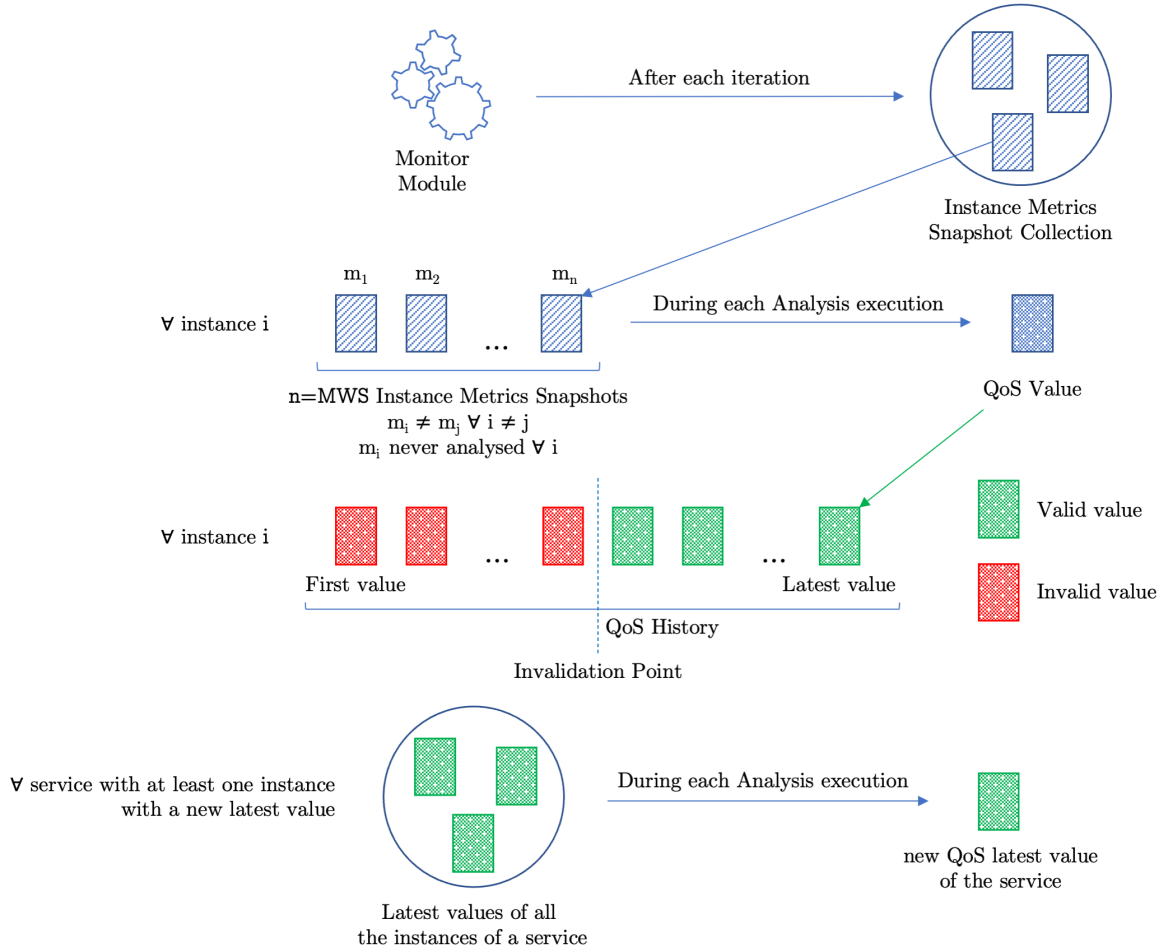 After each iteration
Monitor
Module
Instance Metrics
Snapshot Collection
m₁
m₂
mₙ
∀ instance i
...
During each Analysis execution
n=MWS Instance Metrics Snapshots
mᵢ ≠ mⱼ ∀ i ≠ j
mᵢ never analysed ∀ i
QoS Value
∀ instance i
...
...
First value
Latest value
QoS History
Invalidation Point
Valid value
Invalid value
∀ service with at least one instance
with a new latest value
During each Analysis execution
Latest values of all
the instances of a service
new QoS latest value
of the service